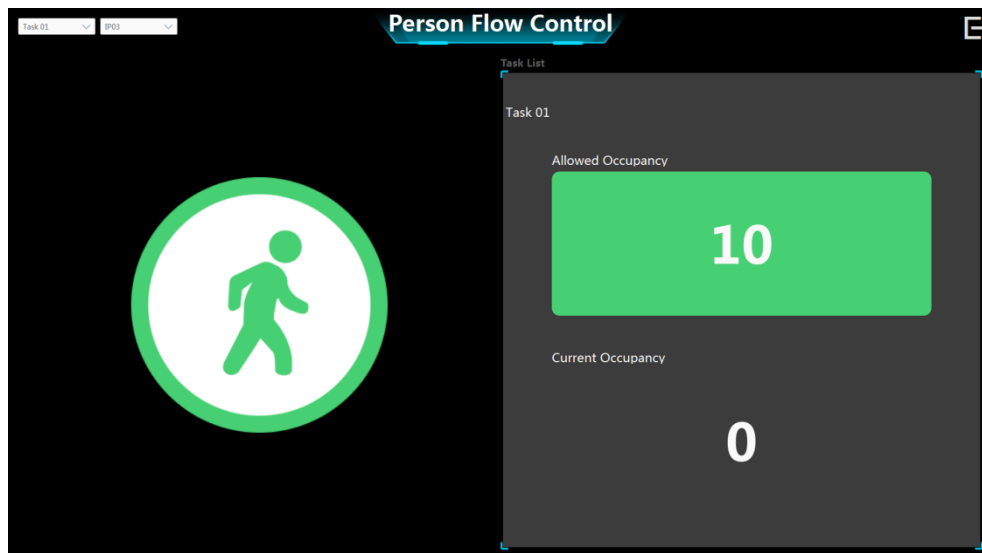 Task 01
IP03
Person Flow Control
Task List
Task 01
Allowed Occupancy
10
Current Occupancy
0